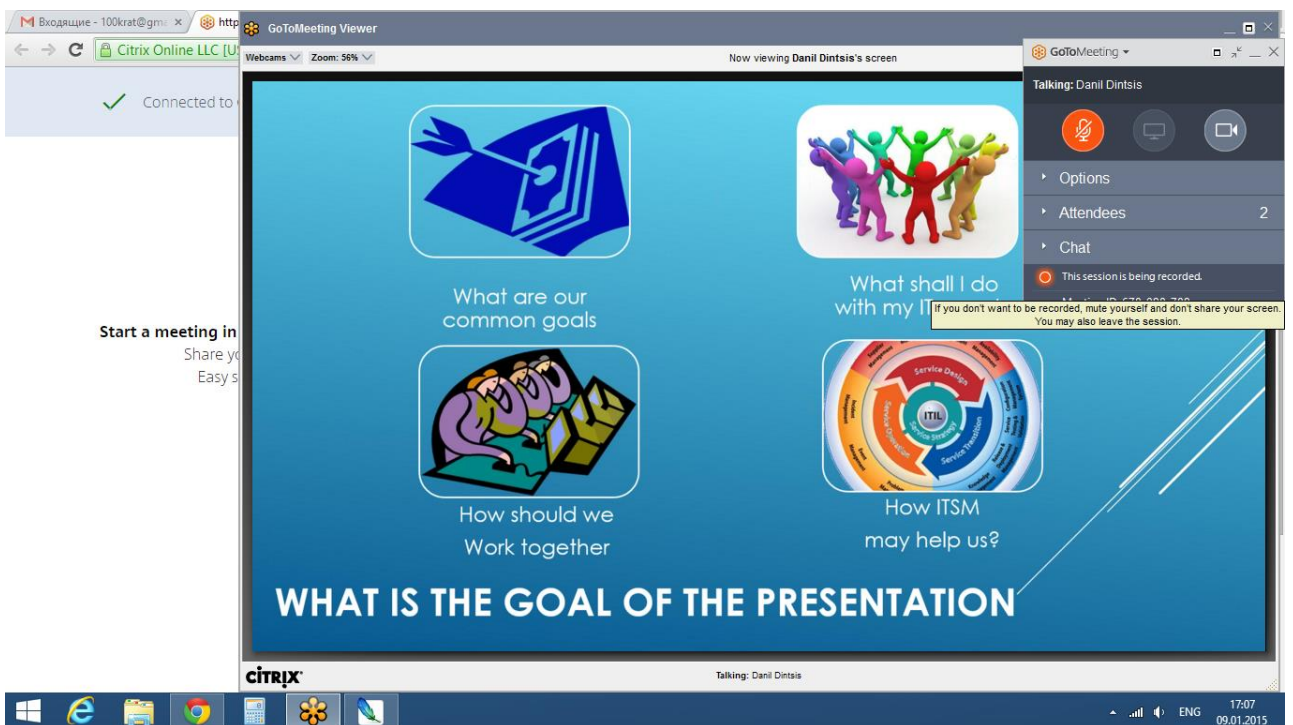 Входящие - 100krat@gm
http
Citrix Online LLC [U
Connected to
Start a meeting in
Share yo
Easy s
GoToMeeting Viewer
Webcams Zoom: 56%
Now viewing Danil Dintsis's screen
What are our
common goals
What shall I do
with my IT
How should we
Work together
ITIL
Service Strategy
Service Design
Service Transition
Service Operation
How ITSM
may help us?
WHAT IS THE GOAL OF THE PRESENTATION
CİTRIX
Talking: Danil Dintsis
GoToMeeting
Talking: Danil Dintsis
Options
Attendees 2
Chat
This session is being recorded.
If you don't want to be recorded, mute yourself and don't share your screen.
You may also leave the session.
ENG
17:07
09.01.2015